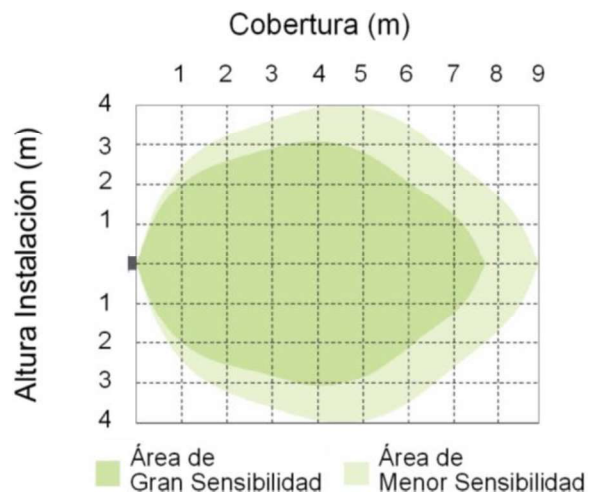 Cobertura (m)
1 2 3 4 5 6 7 8 9
Altura Instalación (m)
4
3
2
1
1
2
3
4
Área de
Gran Sensibilidad
Área de
Menor Sensibilidad